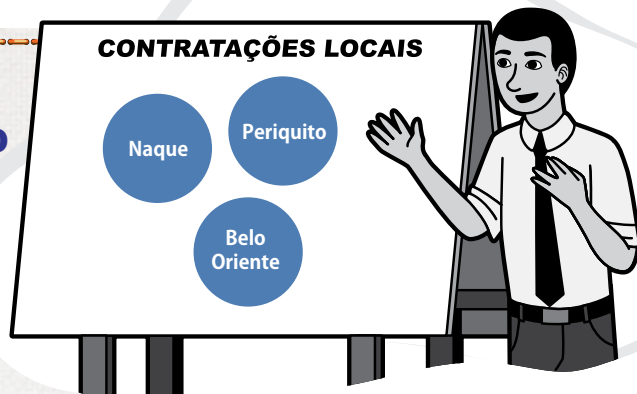 CONTRATAÇÕES LOCAIS
Naque
Periquito
Belo
Oriente